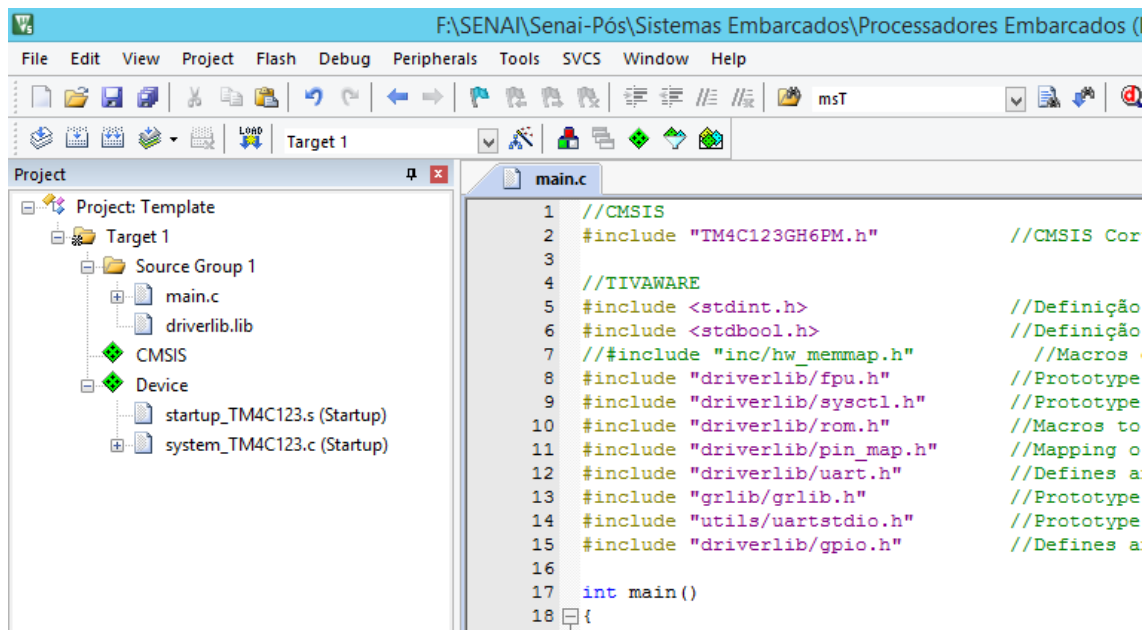 F:\SENAI\Senai-Pós\Sistemas Embarcados\Processadores Embarcados (
File Edit View Project Flash Debug Peripherals Tools SVCS Window Help
msT
LOAD Target 1
Project
main.c
Project: Template
Target 1
Source Group 1
main.c
driverlib.lib
CMSIS
Device
startup_TM4C123.s (Startup)
system_TM4C123.c (Startup)
1 //CMSIS
2 #include "TM4C123GH6PM.h" //CMSIS Cor
3
4 //TIVAWARE
5 #include <stdint.h> //Definição
6 #include <stdbool.h> //Definição
7 //#include "inc/hw_memmap.h" //Macros
8 #include "driverlib/fpu.h" //Prototype
9 #include "driverlib/sysctl.h" //Prototype
10 #include "driverlib/rom.h" //Macros to
11 #include "driverlib/pin_map.h" //Mapping o
12 #include "driverlib/uart.h" //Defines a
13 #include "grlib/grlib.h" //Prototype
14 #include "utils/uartstdio.h" //Prototype
15 #include "driverlib/gpio.h" //Defines a
16
17 int main()
18 {